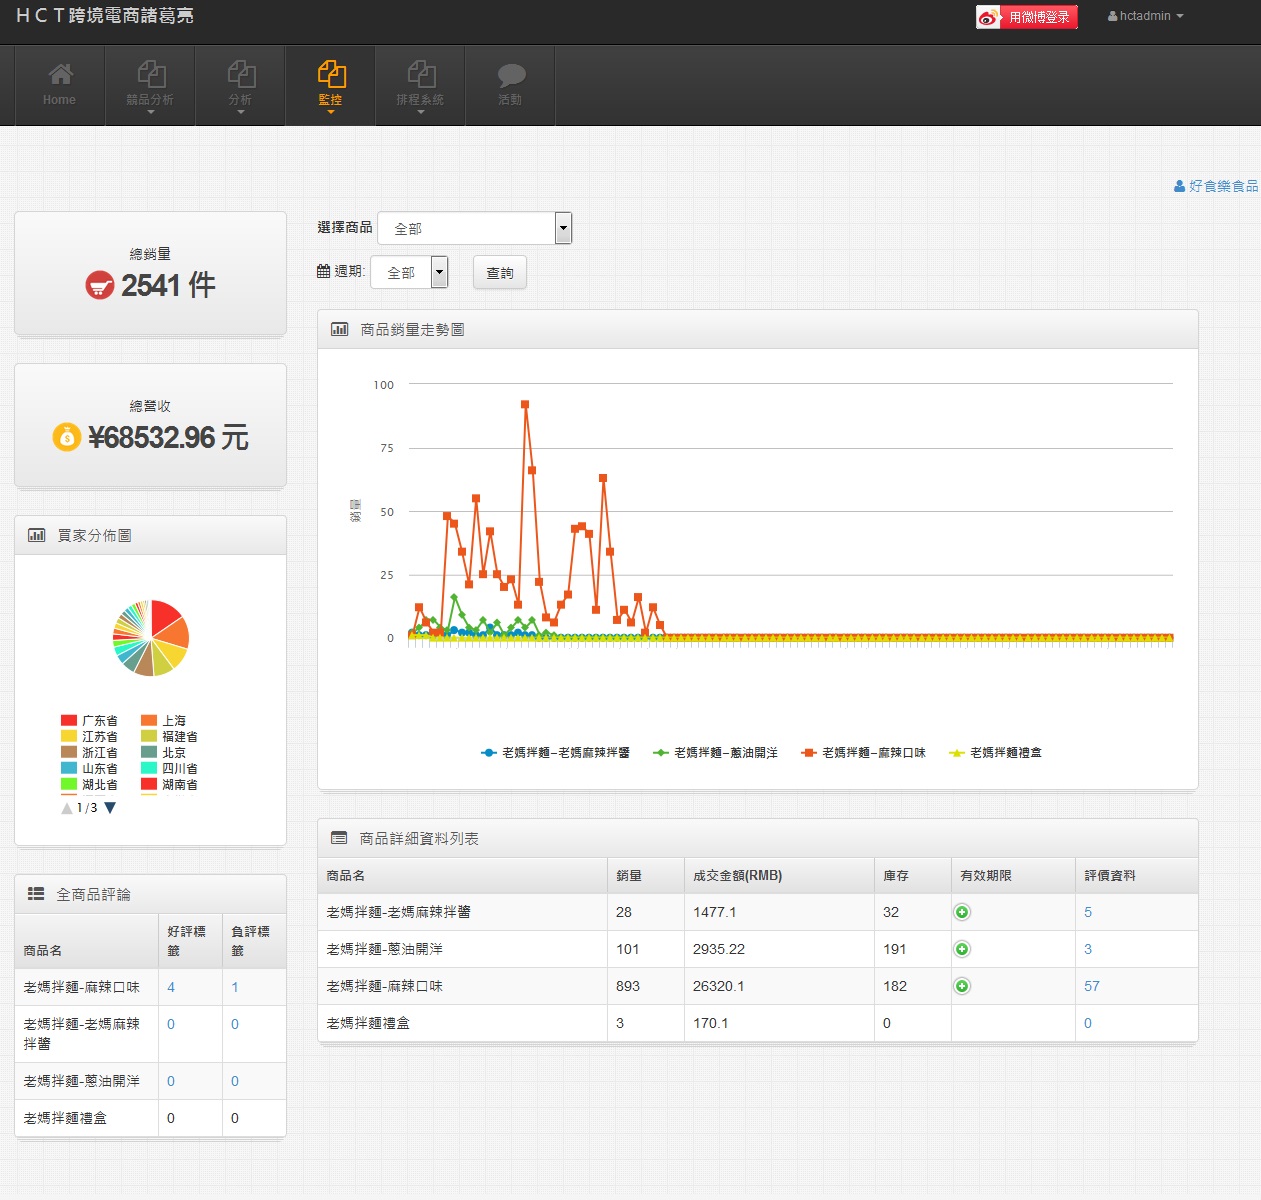 HCT跨境電商諸葛亮
用微博登录
hctadmin
Home
競品分析
分析
監控
排程系統
活動
好食樂食品
總銷量
2541 件
總營收
¥68532.96 元
買家分佈圖
广东省
上海
江苏省
福建省
浙江省
北京
山东省
四川省
湖北省
湖南省
1/3
全商品評論
商品名
好評標籤
負評標籤
老媽拌麵-麻辣口味 4 1
老媽拌麵-老媽麻辣
拌醬 0 0
老媽拌麵-蔥油開洋 0 0
老媽拌麵禮盒 0 0
選擇商品 全部
週期: 全部 查詢
商品銷量走勢圖
100
75
50
25
0
銷量
老媽拌麵-老媽麻辣拌醬
老媽拌麵-蔥油開洋
老媽拌麵-麻辣口味
老媽拌麵禮盒
商品詳細資料列表
商品名 銷量 成交金額(RMB) 庫存 有效期限 評價資料
老媽拌麵-老媽麻辣拌醬 28 1477.1 32 5
老媽拌麵-蔥油開洋 101 2935.22 191 3
老媽拌麵-麻辣口味 893 26320.1 182 57
老媽拌麵禮盒 3 170.1 0 0